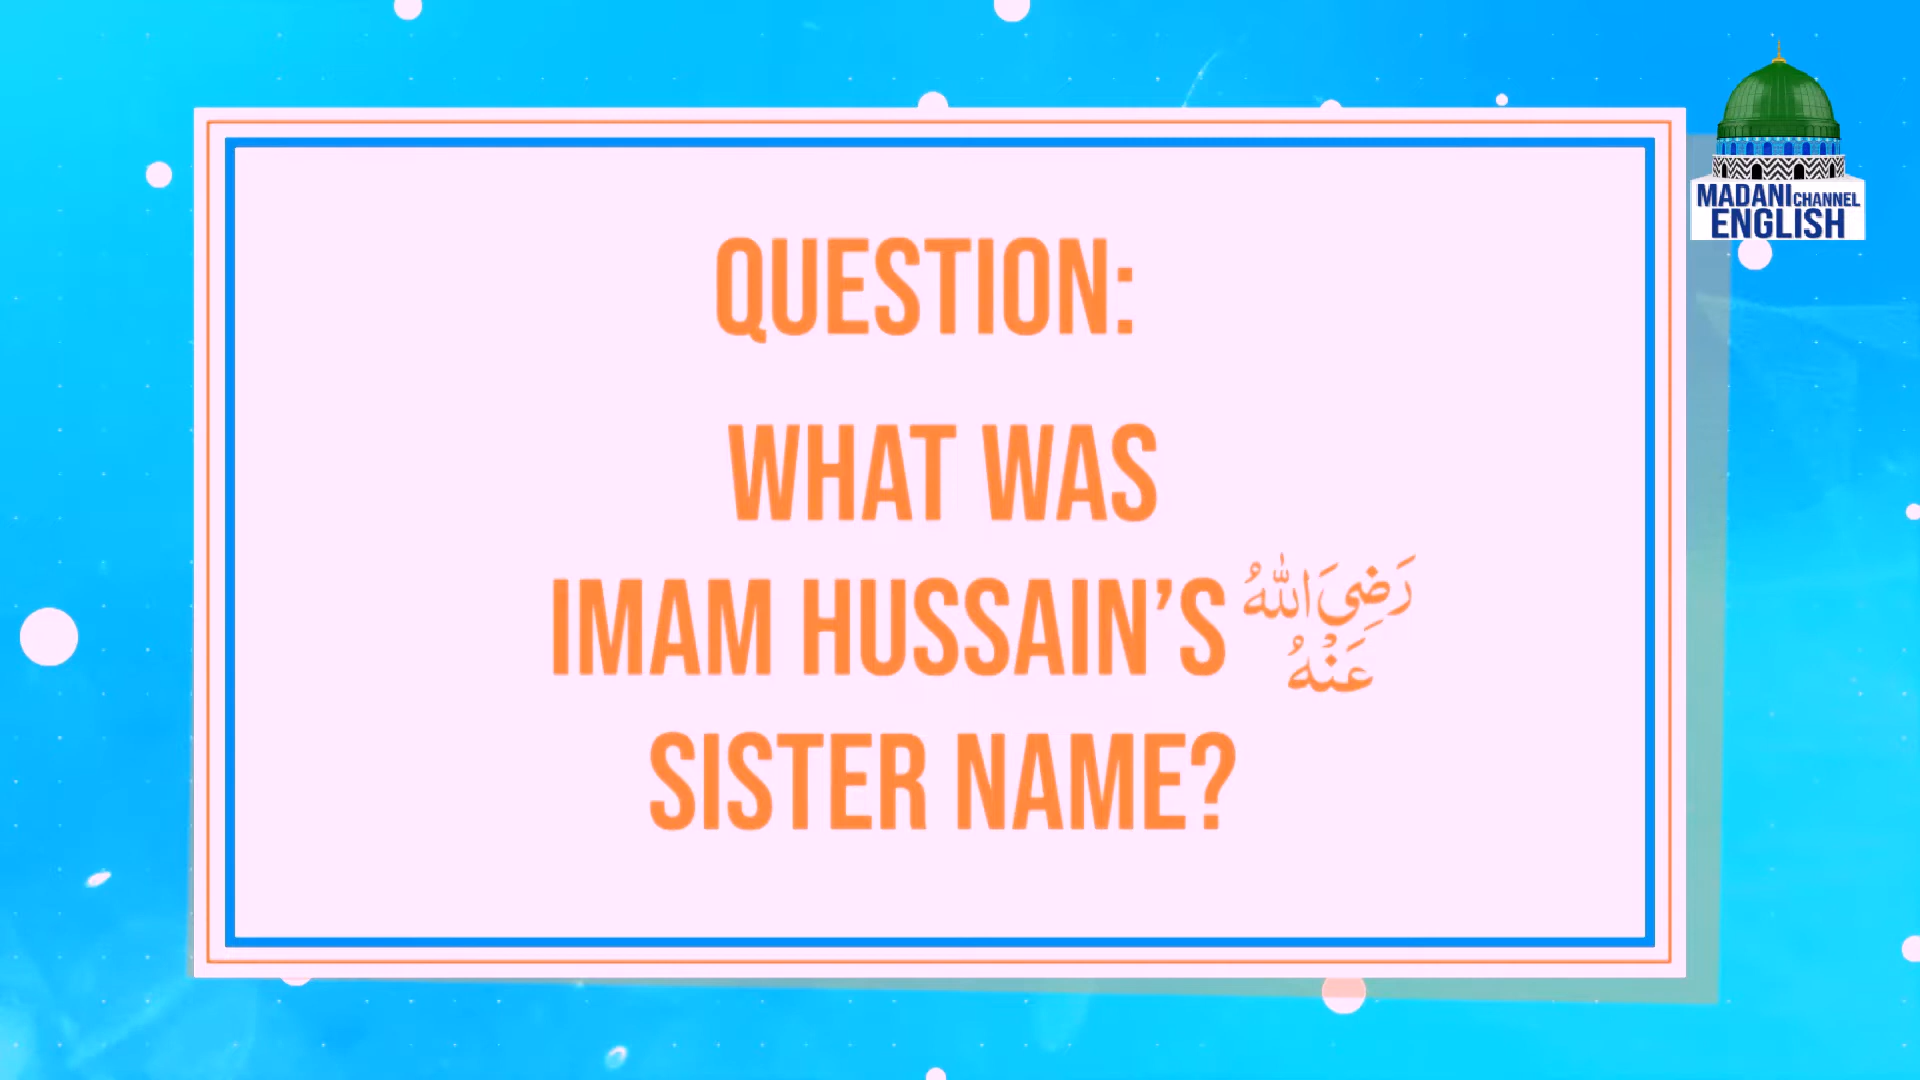 MADANI CHANNEL
ENGLISH
QUESTION:
WHAT WAS
IMAM HUSSAIN'S رَضِیَ اللّٰهُ عَنْهُ
SISTER NAME?